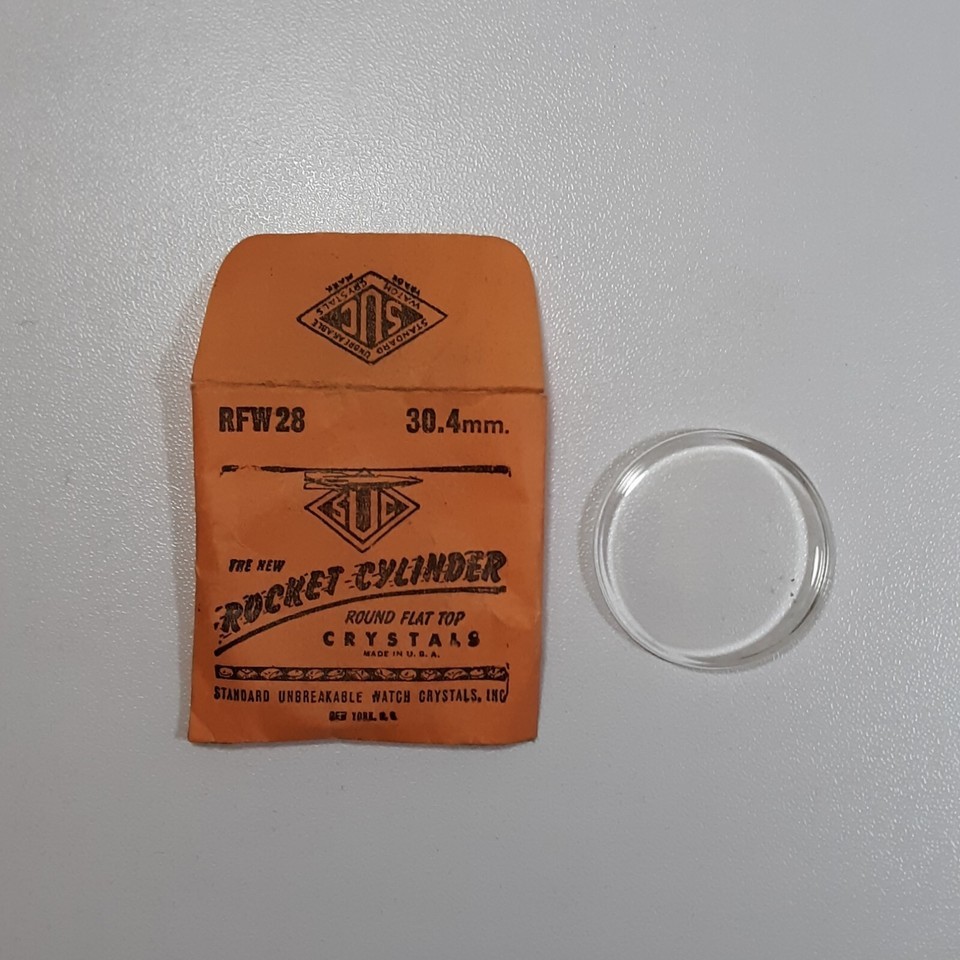 TRADE MARK
STANDARD UNBREAKABLE
WATCH CRYSTALS
SUC
RFW28 30.4mm.
SUC
THE NEW
ROCKET CYLINDER
ROUND FLAT TOP
CRYSTALS
MADE IN U.S.A.
STANDARD UNBREAKABLE WATCH CRYSTALS, INC
NEW YORK,